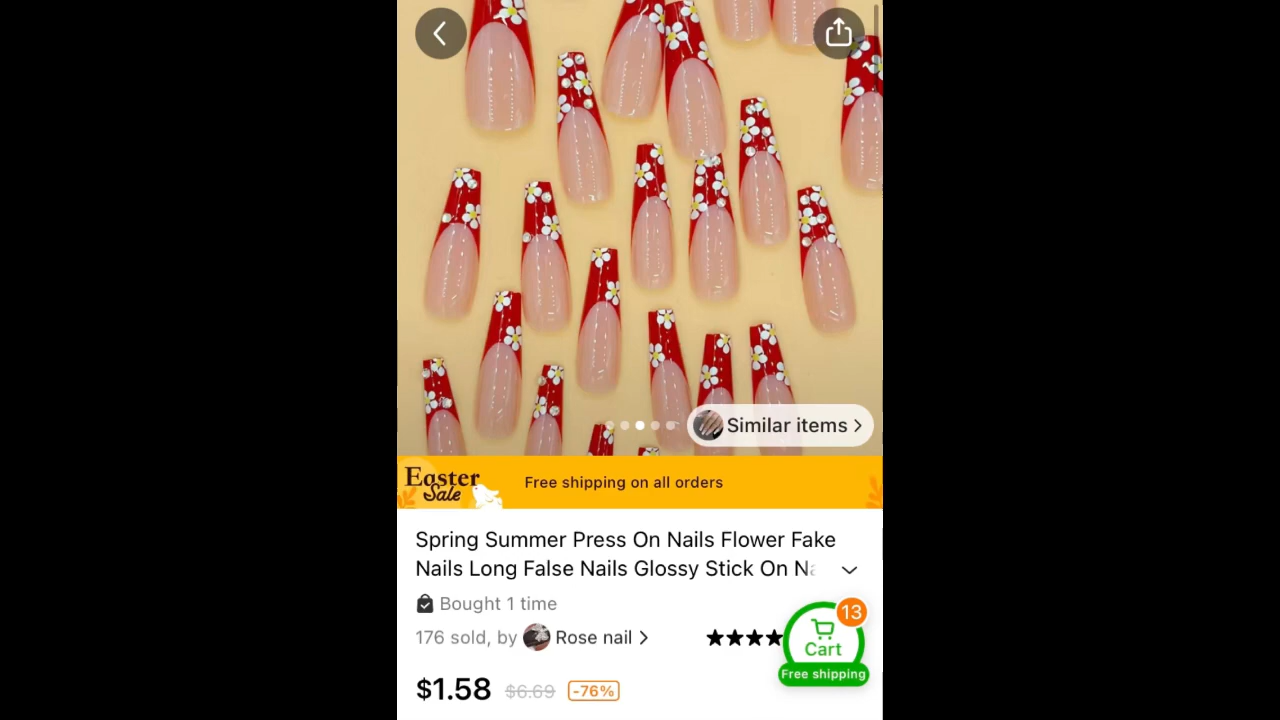 Similar items
Easter
Sale
Free shipping on all orders
Spring Summer Press On Nails Flower Fake
Nails Long False Nails Glossy Stick On
Bought 1 time
176 sold, by Rose nail
13
Cart
Free shipping
$1.58 $6.69 -76%